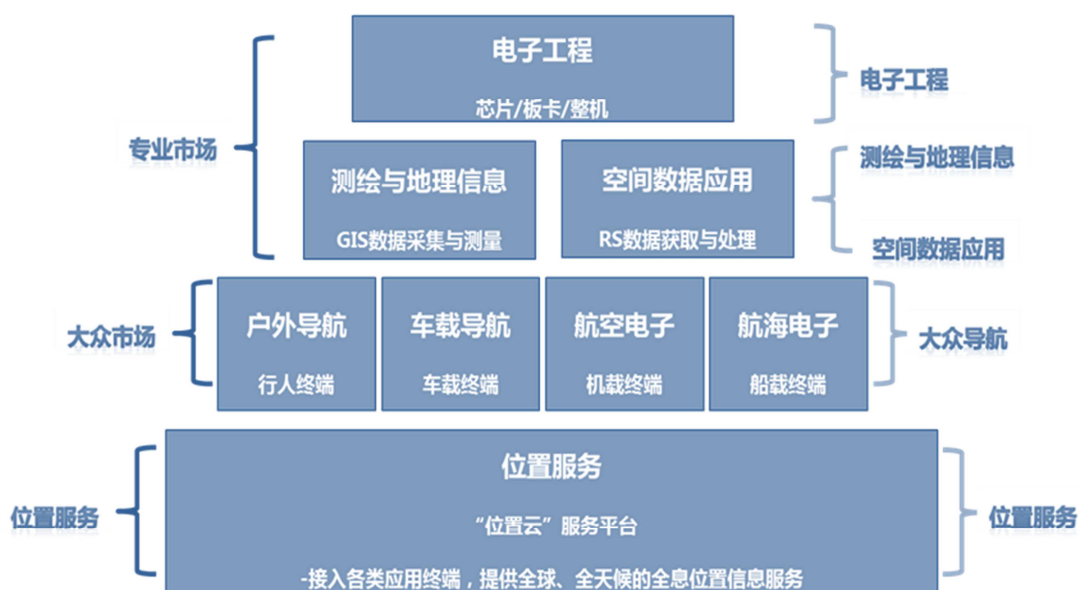 电子工程
芯片/板卡/整机
电子工程
专业市场
测绘与地理信息
GIS数据采集与测量
空间数据应用
RS数据获取与处理
测绘与地理信息
空间数据应用
大众市场
户外导航
行人终端
车载导航
车载终端
航空电子
机载终端
航海电子
船载终端
大众导航
位置服务
位置服务
“位置云”服务平台
-接入各类应用终端，提供全球、全天候的全息位置信息服务
位置服务